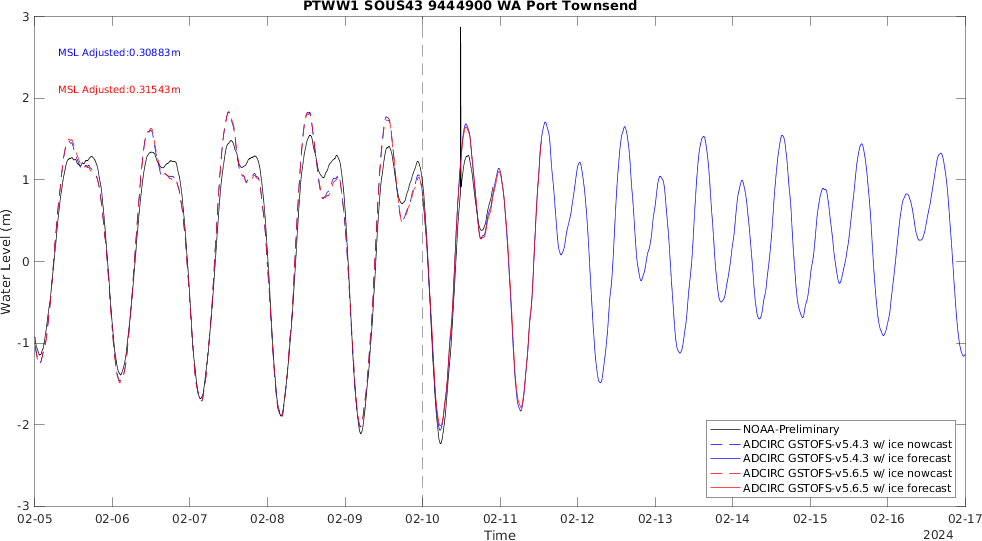 PTWW1 SOUS43 9444900 WA Port Townsend
MSL Adjusted:0.30883m
MSL Adjusted:0.31543m
Water Level (m)
3
2
1
0
-1
-2
-3
NOAA-Preliminary
ADCIRC GSTOFS-v5.4.3 w/ ice nowcast
ADCIRC GSTOFS-v5.4.3 w/ ice forecast
ADCIRC GSTOFS-v5.6.5 w/ ice nowcast
ADCIRC GSTOFS-v5.6.5 w/ ice forecast
02-05 02-06 02-07 02-08 02-09 02-10 02-11 02-12 02-13 02-14 02-15 02-16 02-17
Time
2024